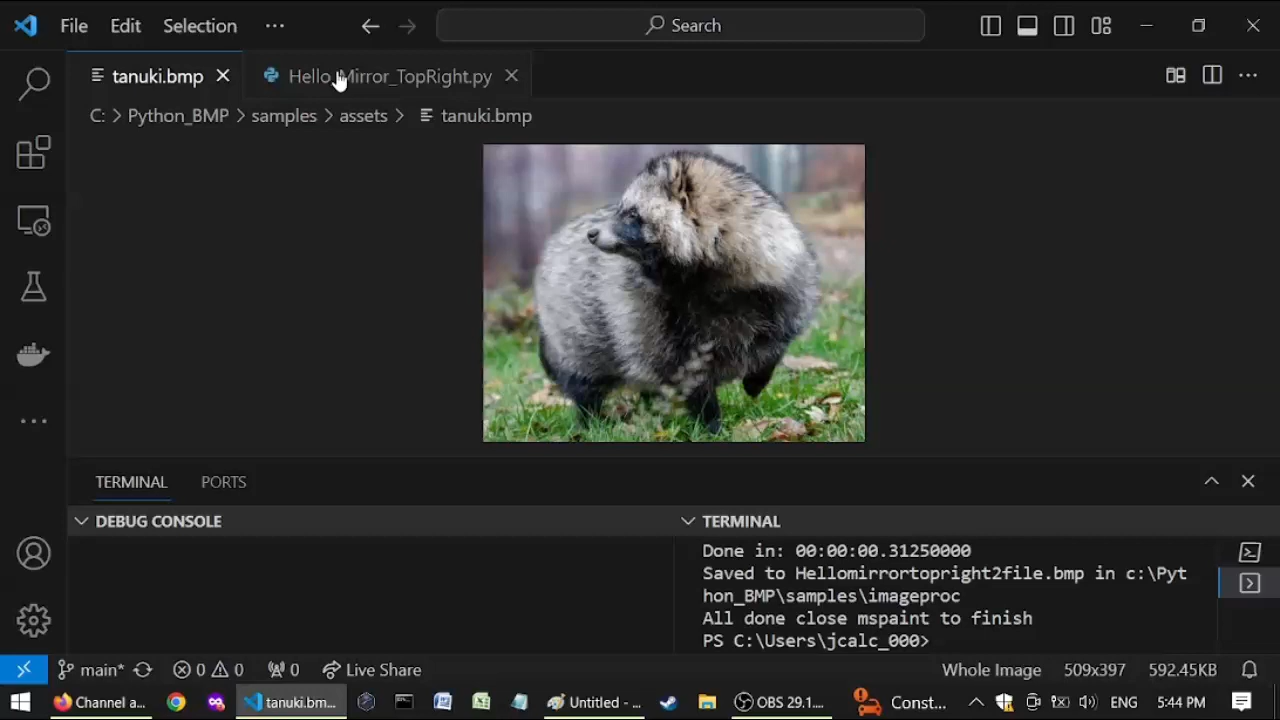 File Edit Selection ··· Search
tanuki.bmp Hello_Mirror_TopRight.py
C: > Python_BMP > samples > assets > tanuki.bmp
TERMINAL PORTS
DEBUG CONSOLE
TERMINAL
Done in: 00:00:00.31250000
Saved to Hellomirrortopright2file.bmp in c:\Pyt
hon_BMP\samples\imageproc
All done close mspaint to finish
PS C:\Users\jcalc_000>
main* 0 0 0 Live Share Whole Image 509x397 592.45KB
Channel a... tanuki.bm... Untitled - ... OBS 29.1.... Const... ENG 5:44 PM